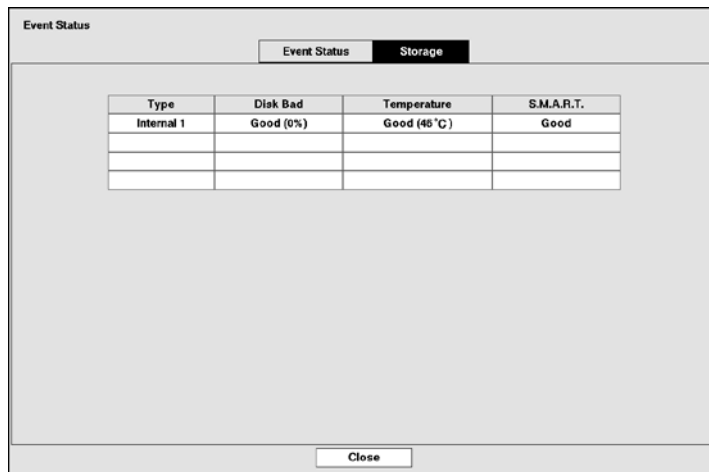 Event Status
Event Status Storage
Type Disk Bad Temperature S.M.A.R.T.
Internal 1 Good (0%) Good (46°C) Good
Close